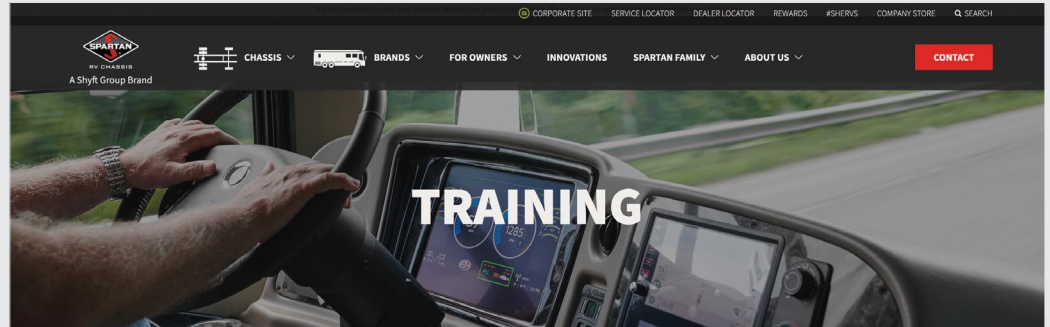 CORPORATE SITE SERVICE LOCATOR DEALER LOCATOR REWARDS #SHERVS COMPANY STORE SEARCH
SPARTAN
RV CHASSIS
A Shyft Group Brand
CHASSIS BRANDS FOR OWNERS INNOVATIONS SPARTAN FAMILY ABOUT US CONTACT
TRAINING
1285